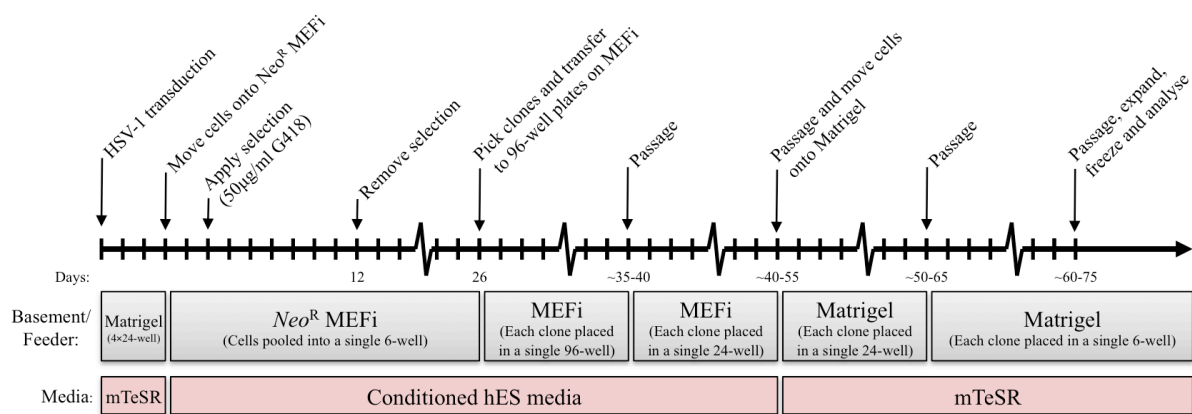 HSV-1 transduction
Move cells onto Neoᴿ MEFi
Apply selection
(50µg/ml G418)
Remove selection
Pick clones and transfer
to 96-well plates on MEFi
Passage
Passage and move cells
onto Matrigel
Passage
Passage, expand,
freeze and analyse
Days: 12 26 ~35-40 ~40-55 ~50-65 ~60-75
Basement/
Feeder:
Matrigel
(4×24-well)
Neoᴿ MEFi
(Cells pooled into a single 6-well)
MEFi
(Each clone placed
in a single 96-well)
MEFi
(Each clone placed
in a single 24-well)
Matrigel
(Each clone placed
in a single 24-well)
Matrigel
(Each clone placed in a single 6-well)
Media: mTeSR Conditioned hES media mTeSR